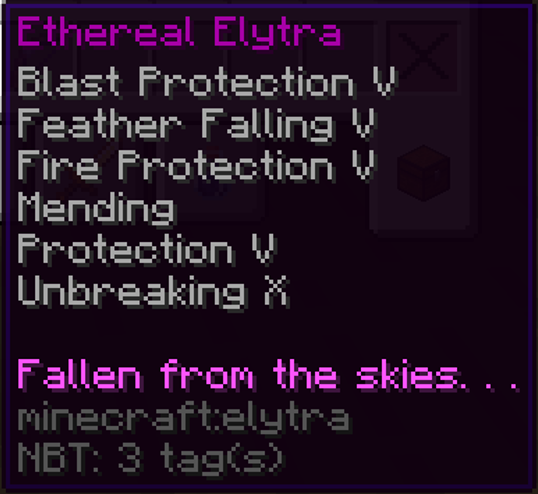 Ethereal Elytra
Blast Protection V
Feather Falling V
Fire Protection V
Mending
Protection V
Unbreaking X
Fallen from the skies. . .
minecraft:elytra
NBT: 3 tag(s)